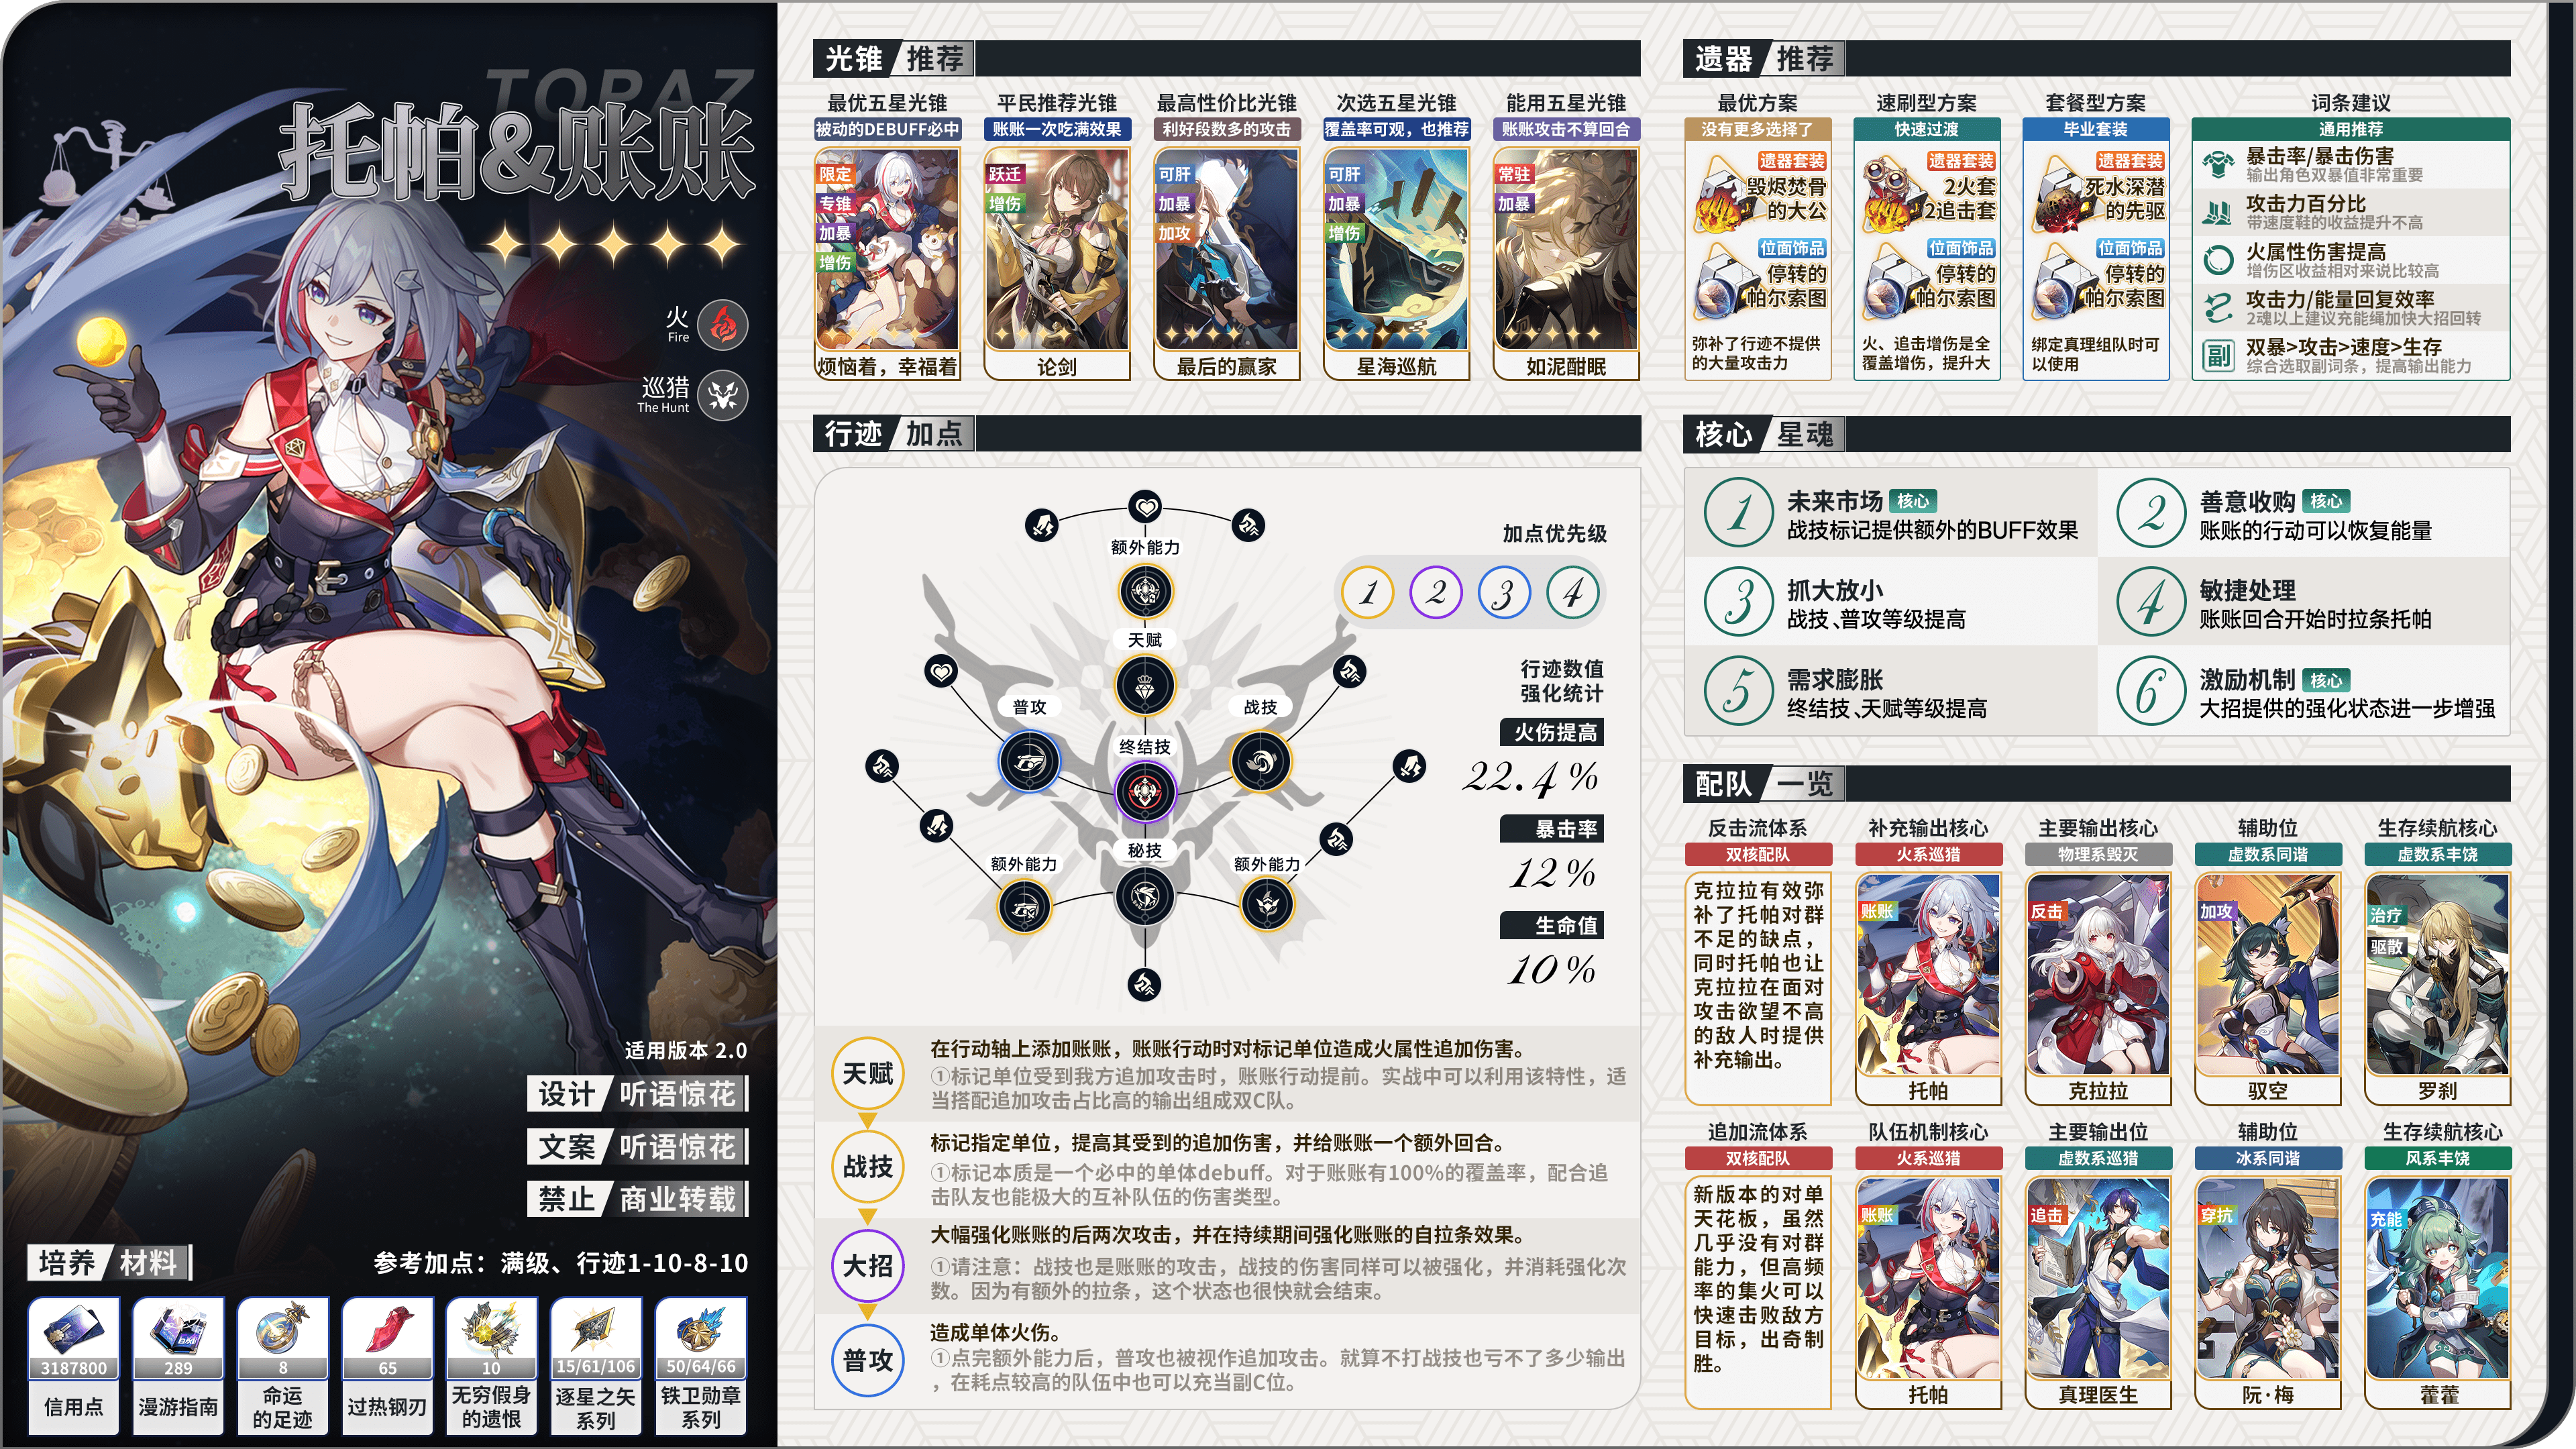 TOPAZ
托帕&账账
火
Fire
巡猎
The Hunt
适用版本 2.0
设计 听语惊花
文案 听语惊花
禁止 商业转载
培养 材料
参考加点：满级、行迹1-10-8-10
3187800
信用点
289
漫游指南
8
命运
的足迹
65
过热钢刃
10
无穷假身
的遗恨
15/61/106
逐星之矢
系列
50/64/66
铁卫勋章
系列
光锥 推荐
最优五星光锥
被动的DEBUFF必中
限定
专锥
加暴
增伤
烦恼着，幸福着
平民推荐光锥
账账一次吃满效果
跃迁
增伤
论剑
最高性价比光锥
利好段数多的攻击
可肝
加暴
加攻
最后的赢家
次选五星光锥
覆盖率可观，也推荐
可肝
加暴
增伤
星海巡航
能用五星光锥
账账攻击不算回合
常驻
加暴
如泥酣眠
行迹 加点
额外能力
天赋
普攻
战技
终结技
秘技
额外能力
额外能力
加点优先级
1 2 3 4
行迹数值
强化统计
火伤提高
22.4%
暴击率
12%
生命值
10%
天赋
在行动轴上添加账账，账账行动时对标记单位造成火属性追加伤害。
①标记单位受到我方追加攻击时，账账行动提前。实战中可以利用该特性，适
当搭配追加攻击占比高的输出组成双C队。
战技
标记指定单位，提高其受到的追加伤害，并给账账一个额外回合。
①标记本质是一个必中的单体debuff。对于账账有100%的覆盖率，配合追
击队友也能极大的互补队伍的伤害类型。
大招
大幅强化账账的后两次攻击，并在持续期间强化账账的自拉条效果。
①请注意：战技也是账账的攻击，战技的伤害同样可以被强化，并消耗强化次
数。因为有额外的拉条，这个状态也很快就会结束。
普攻
造成单体火伤。
①点完额外能力后，普攻也被视作追加攻击。就算不打战技也亏不了多少输出
，在耗点较高的队伍中也可以充当副C位。
遗器 推荐
最优方案
没有更多选择了
遗器套装
毁烬焚骨
的大公
位面饰品
停转的
帕尔索图
弥补了行迹不提供
的大量攻击力
速刷型方案
快速过渡
遗器套装
2火套
2追击套
位面饰品
停转的
帕尔索图
火、追击增伤是全
覆盖增伤，提升大
套餐型方案
毕业套装
遗器套装
死水深潜
的先驱
位面饰品
停转的
帕尔索图
绑定真理组队时可
以使用
词条建议
通用推荐
暴击率/暴击伤害
输出角色双暴值非常重要
攻击力百分比
带速度鞋的收益提升不高
火属性伤害提高
增伤区收益相对来说比较高
攻击力/能量回复效率
2魂以上建议充能绳加快大招回转
副
双暴>攻击>速度>生存
综合选取副词条，提高输出能力
核心 星魂
1
未来市场 核心
战技标记提供额外的BUFF效果
2
善意收购 核心
账账的行动可以恢复能量
3
抓大放小
战技、普攻等级提高
4
敏捷处理
账账回合开始时拉条托帕
5
需求膨胀
终结技、天赋等级提高
6
激励机制 核心
大招提供的强化状态进一步增强
配队 一览
反击流体系
双核配队
克拉拉有效弥
补了托帕对群
不足的缺点，
同时托帕也让
克拉拉在面对
攻击欲望不高
的敌人时提供
补充输出。
补充输出核心
火系巡猎
账账
托帕
主要输出核心
物理系毁灭
反击
克拉拉
辅助位
虚数系同谐
加攻
驭空
生存续航核心
虚数系丰饶
治疗
驱散
罗刹
追加流体系
双核配队
新版本的对单
天花板，虽然
几乎没有对群
能力，但高频
率的集火可以
快速击败敌方
目标，出奇制
胜。
队伍机制核心
火系巡猎
账账
托帕
主要输出位
虚数系巡猎
追击
真理医生
辅助位
冰系同谐
穿抗
阮·梅
生存续航核心
风系丰饶
充能
藿藿